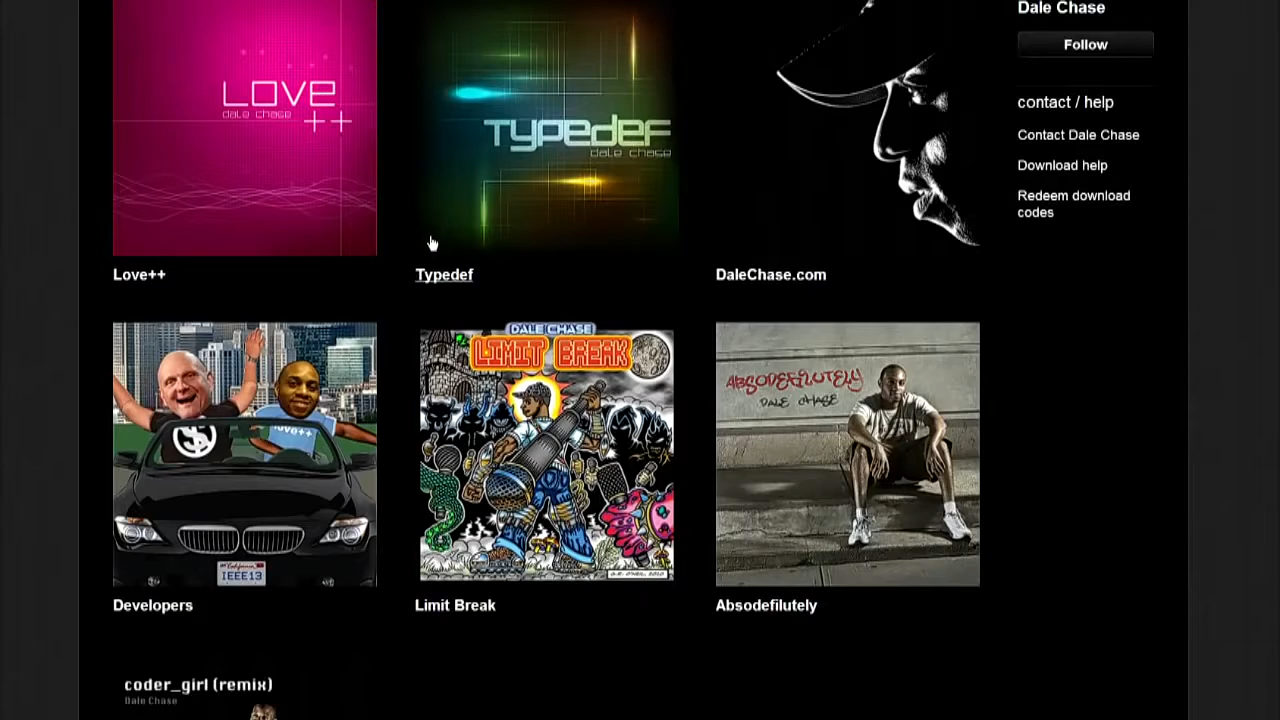 Dale Chase
Follow
contact / help
Contact Dale Chase
Download help
Redeem download
codes
LOVE
dale chase
++
TYPEDEF
dale chase
Love++
Typedef
DaleChase.com
love++
IEEE13
DALE CHASE
LIMIT BREAK
ABSODEFILUTELY
DALE CHASE
Developers
Limit Break
Absodefilutely
coder_girl (remix)
Dale Chase